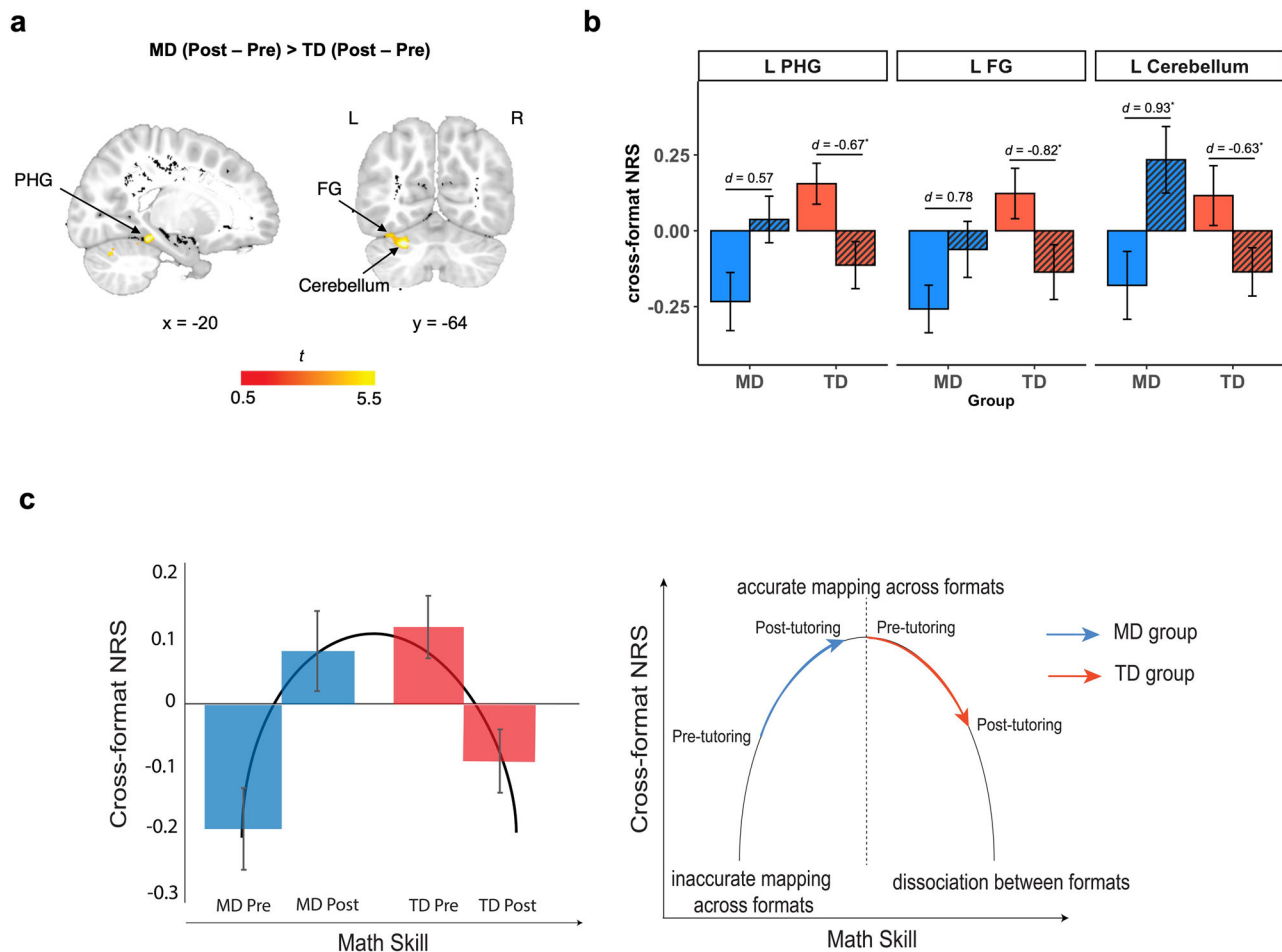 a
MD (Post – Pre) > TD (Post – Pre)
L
R
PHG
FG
Cerebellum
x = -20
y = -64
t
0.5
5.5
b
L PHG
L FG
L Cerebellum
cross-format NRS
0.25
0.00
-0.25
d = 0.57
d = -0.67*
d = 0.78
d = -0.82*
d = 0.93*
d = -0.63*
MD
TD
MD
TD
MD
TD
Group
c
Cross-format NRS
0.2
0.1
0
-0.1
-0.2
-0.3
MD Pre
MD Post
TD Pre
TD Post
Math Skill
Cross-format NRS
accurate mapping across formats
Post-tutoring
Pre-tutoring
Pre-tutoring
Post-tutoring
MD group
TD group
inaccurate mapping
across formats
dissociation between formats
Math Skill